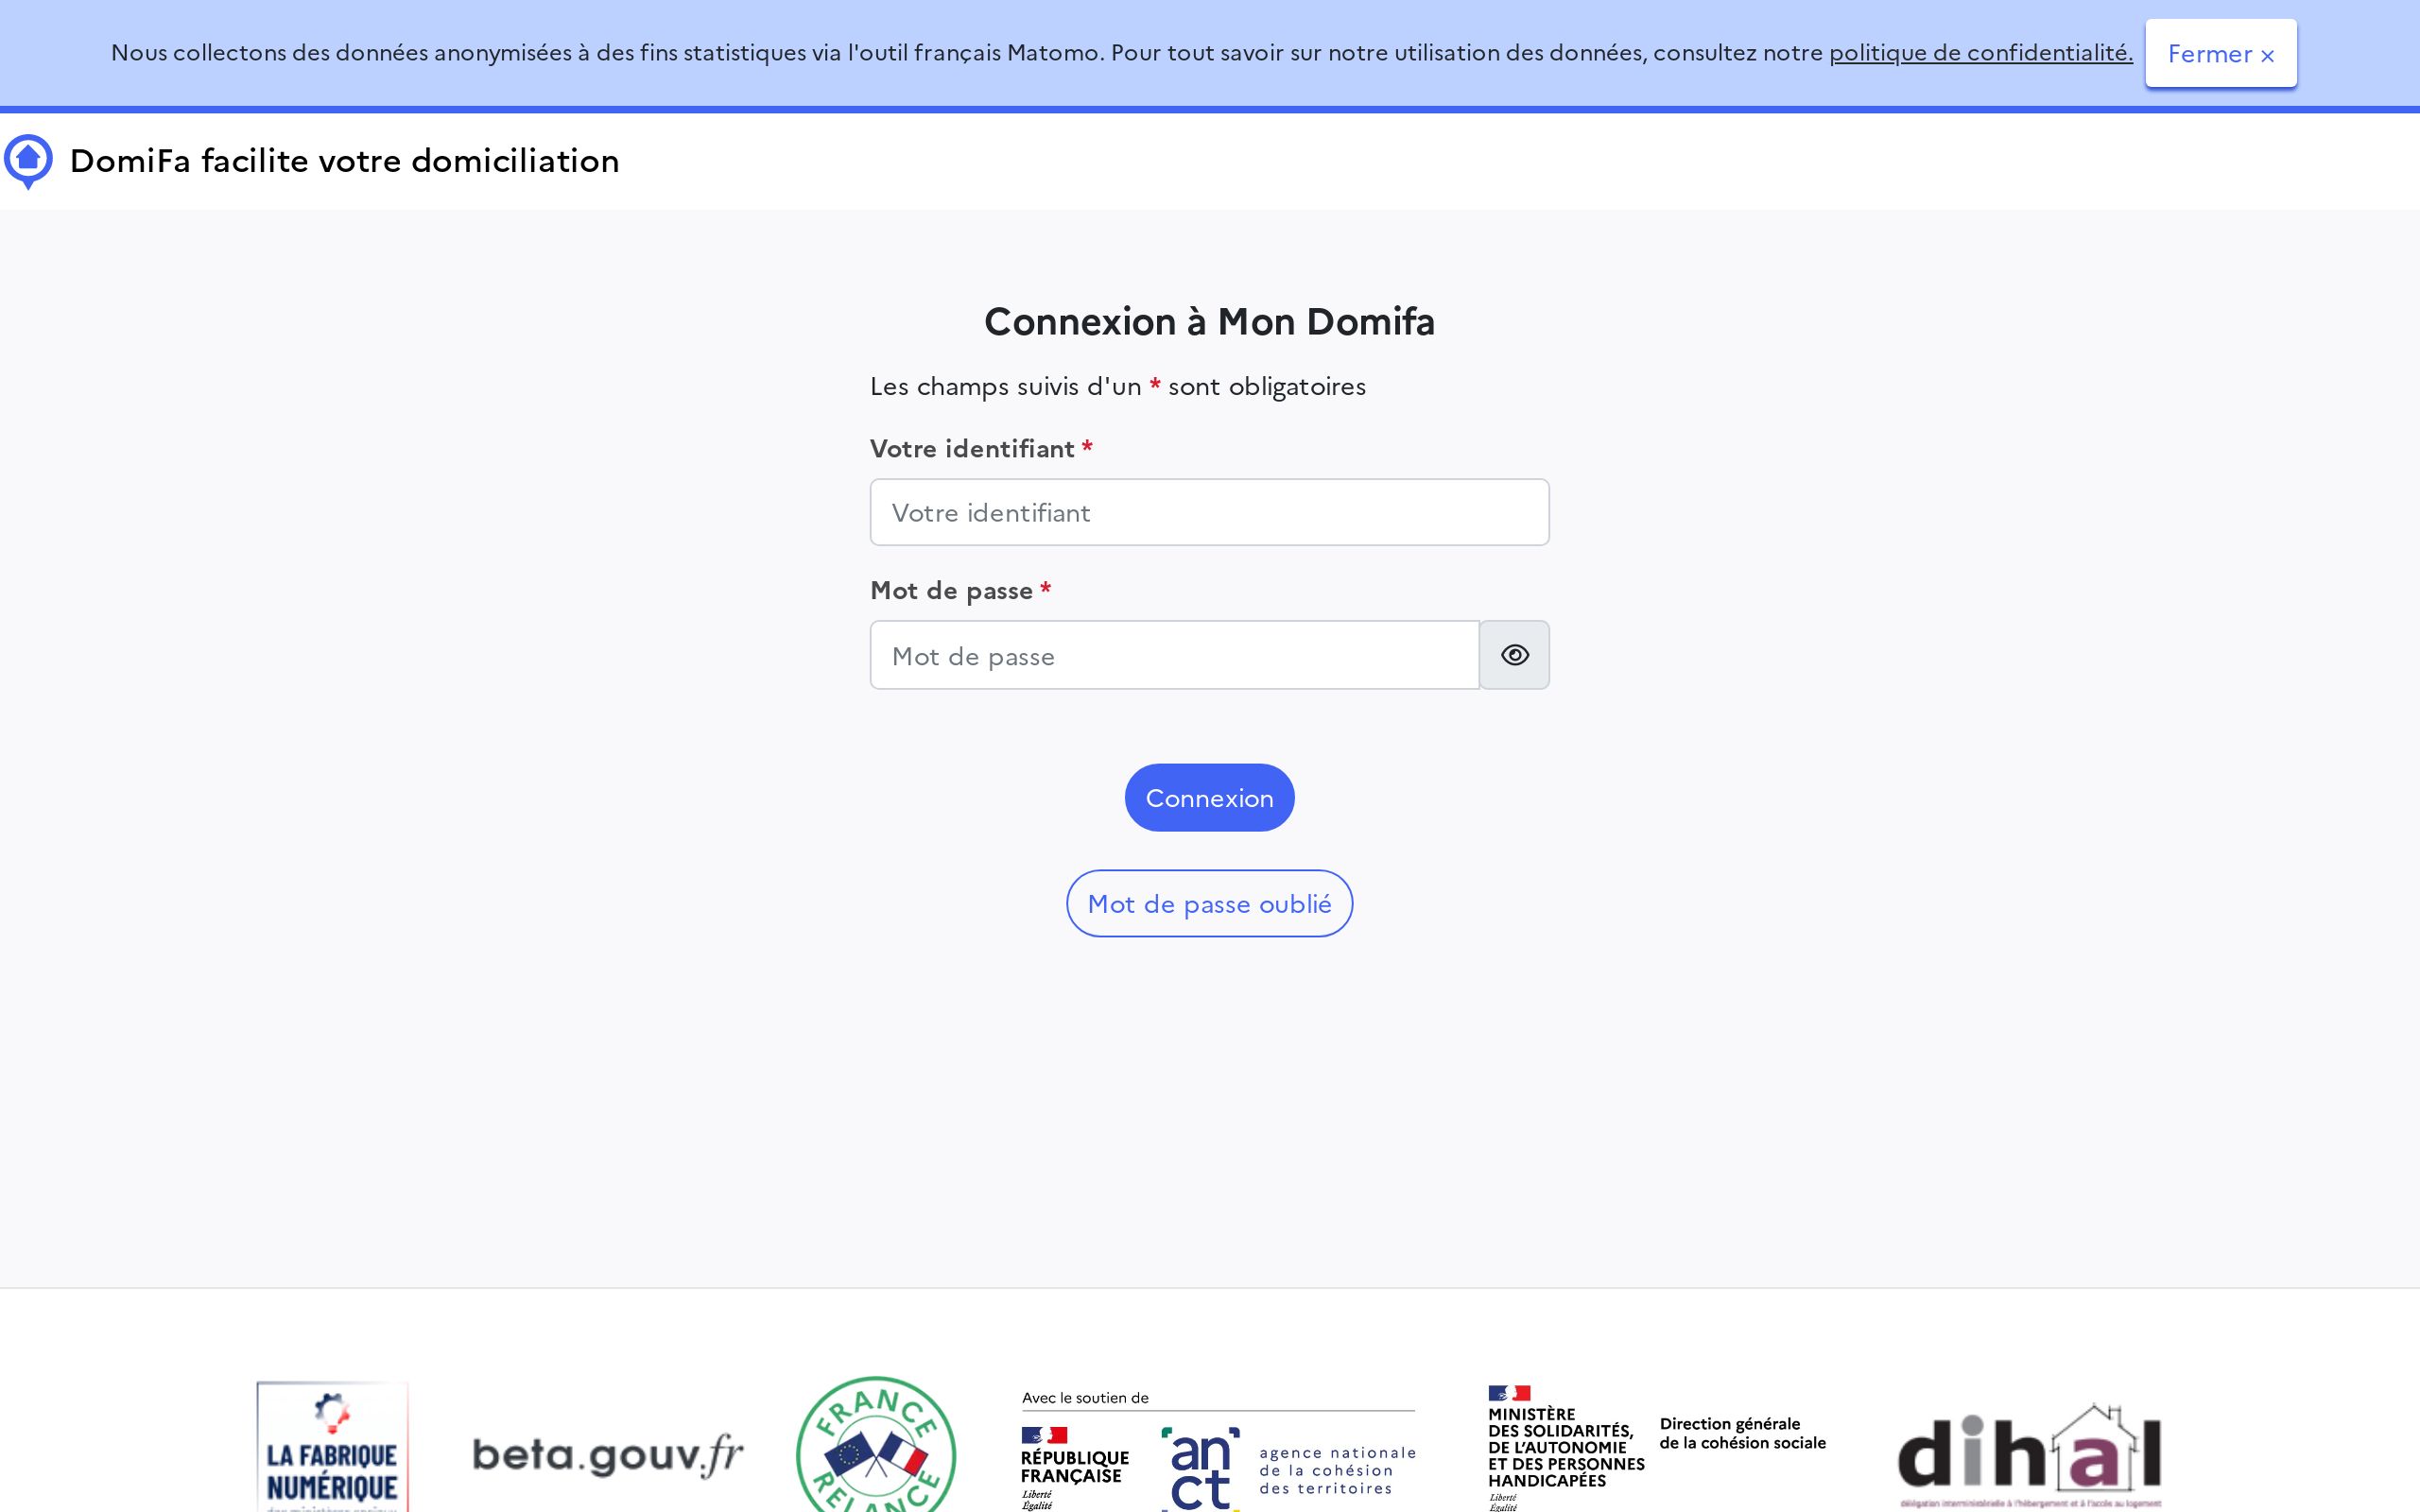 Nous collectons des données anonymisées à des fins statistiques via l'outil français Matomo. Pour tout savoir sur notre utilisation des données, consultez notre politique de confidentialité.
Fermer ×
DomiFa facilite votre domiciliation
Connexion à Mon Domifa
Les champs suivis d'un * sont obligatoires
Votre identifiant *
Votre identifiant
Mot de passe *
Mot de passe
Connexion
Mot de passe oublié
LA FABRIQUE
NUMÉRIQUE
beta.gouv.fr
FRANCE
RELANCE
Avec le soutien de
RÉPUBLIQUE
FRANÇAISE
Liberté
Égalité
anct
agence nationale
de la cohésion
des territoires
MINISTÈRE
DES SOLIDARITÉS,
DE L'AUTONOMIE
ET DES PERSONNES
HANDICAPÉES
Liberté
Égalité
Direction générale
de la cohésion sociale
dihal
délégation interministérielle à l'hébergement et à l'accès au logement